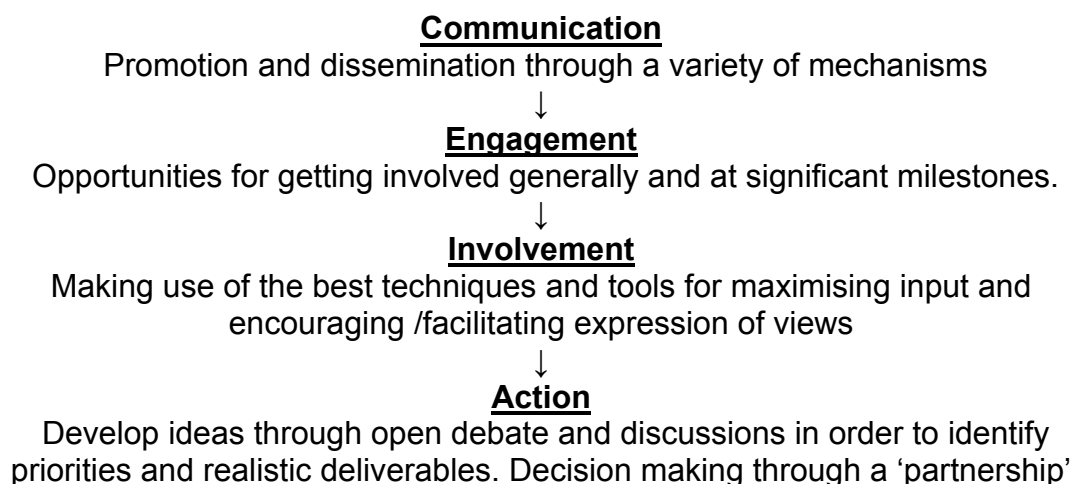 Communication
Promotion and dissemination through a variety of mechanisms
↓
Engagement
Opportunities for getting involved generally and at significant milestones.
↓
Involvement
Making use of the best techniques and tools for maximising input and
encouraging /facilitating expression of views
↓
Action
Develop ideas through open debate and discussions in order to identify
priorities and realistic deliverables. Decision making through a ‘partnership’